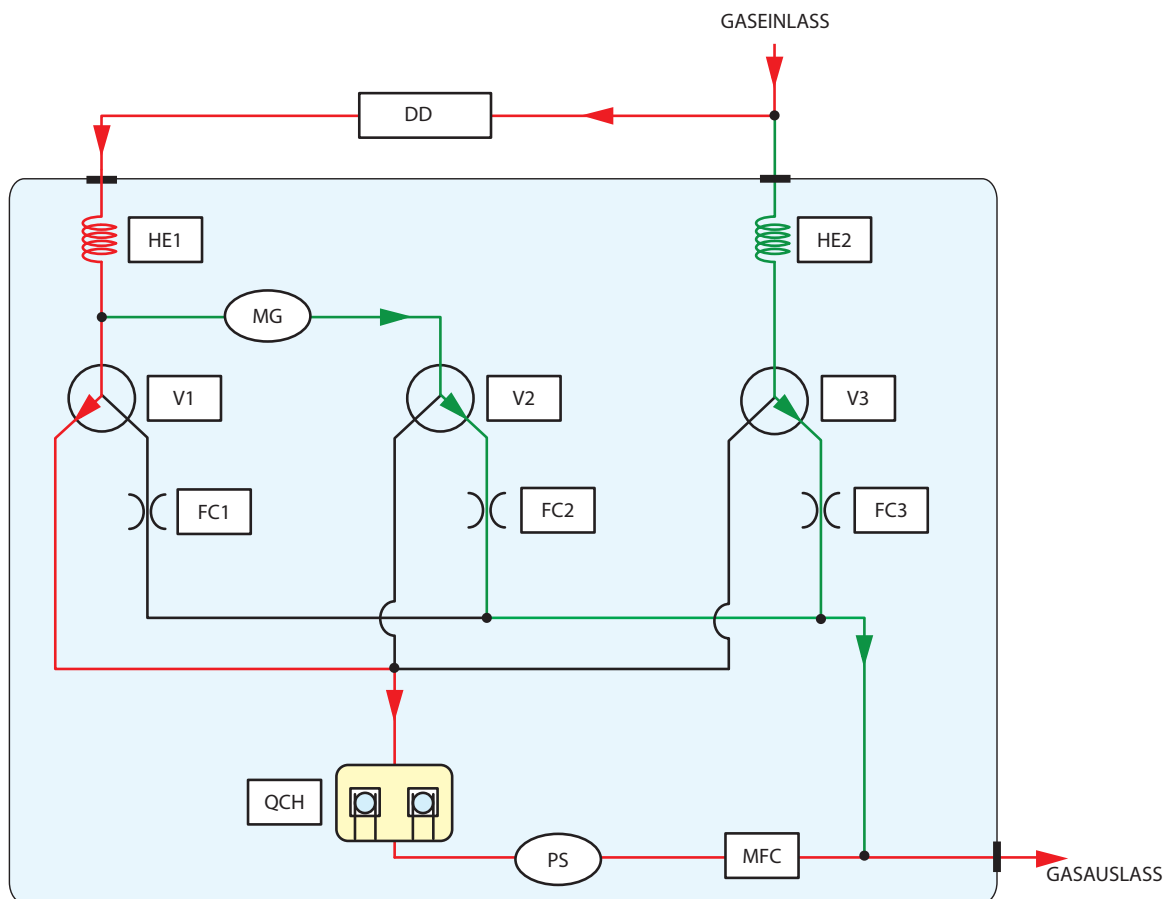 GASEINLASS
DD
HE1
HE2
MG
V1
V2
V3
FC1
FC2
FC3
QCH
PS
MFC
GASAUSLASS